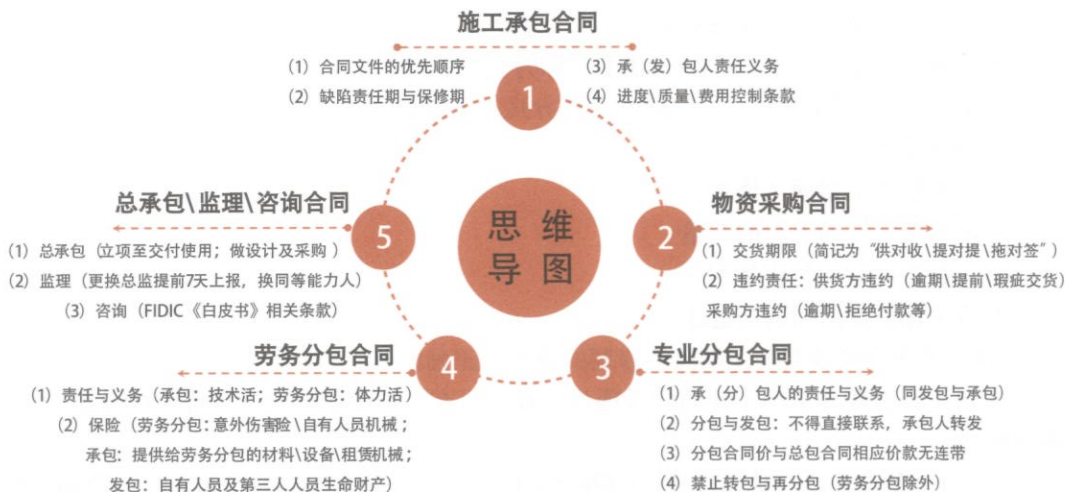 施工承包合同
(1) 合同文件的优先顺序
(2) 缺陷责任期与保修期
(3) 承（发）包人责任义务
(4) 进度\质量\费用控制条款
1
思维
导图
物资采购合同
2
(1) 交货期限（简记为“供对收\提对提\拖对签”）
(2) 违约责任：供货方违约（逾期\提前\瑕疵交货）
采购方违约（逾期\拒绝付款等）
专业分包合同
3
(1) 承（分）包人的责任与义务（同发包与承包）
(2) 分包与发包：不得直接联系，承包人转发
(3) 分包合同价与总包合同相应价款无连带
(4) 禁止转包与再分包（劳务分包除外）
劳务分包合同
4
(1) 责任与义务（承包：技术活；劳务分包：体力活）
(2) 保险（劳务分包：意外伤害险\自有人员机械；
承包：提供给劳务分包的材料\设备\租赁机械；
发包：自有人员及第三人人员生命财产）
总承包\监理\咨询合同
5
(1) 总承包（立项至交付使用；做设计及采购）
(2) 监理（更换总监提前7天上报，换同等能力人）
(3) 咨询（FIDIC《白皮书》相关条款）